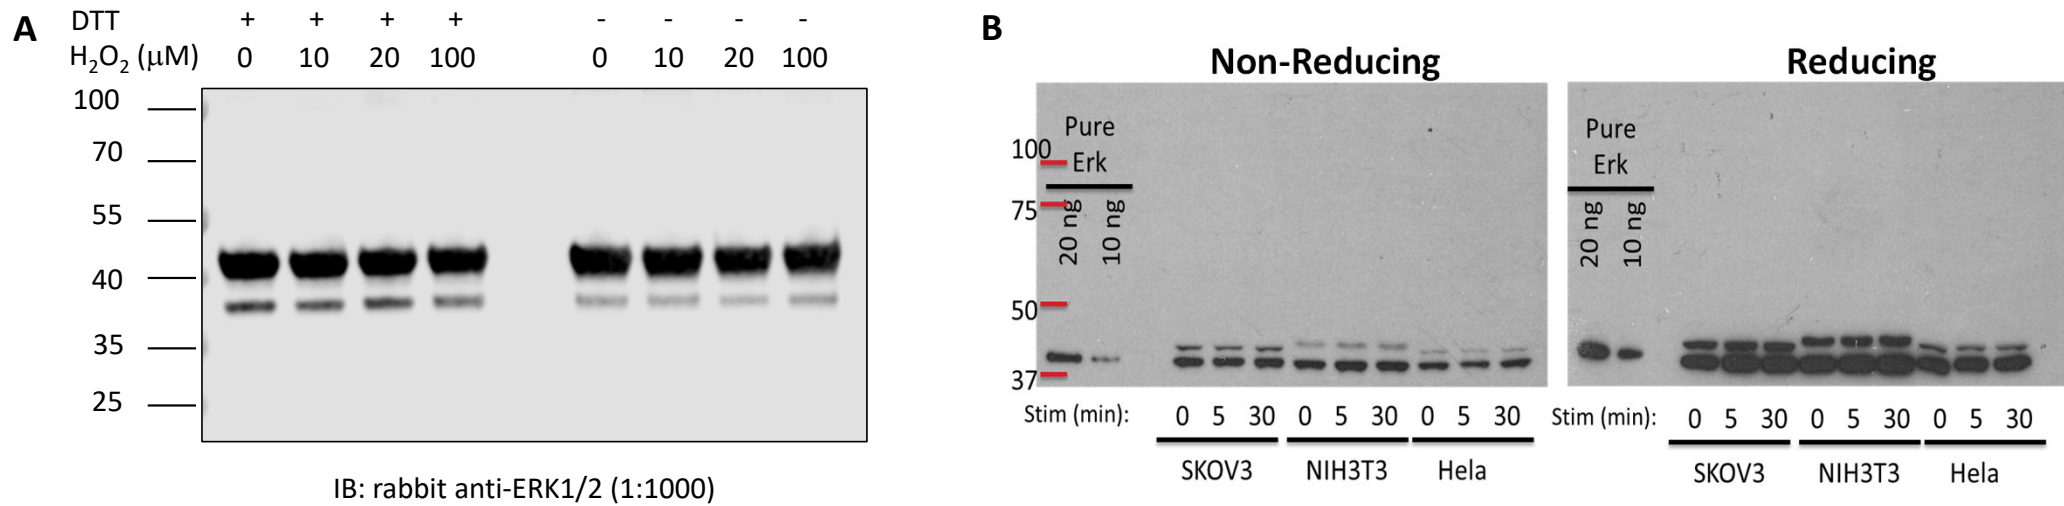 A
DTT + + + + - - - -
H₂O₂ (μM) 0 10 20 100 0 10 20 100
100
70
55
40
35
25
IB: rabbit anti-ERK1/2 (1:1000)
B
Non-Reducing
Pure
Erk
20 ng 10 ng
100
75
50
37
Stim (min): 0 5 30 0 5 30 0 5 30
SKOV3 NIH3T3 Hela
Reducing
Pure
Erk
20 ng 10 ng
Stim (min): 0 5 30 0 5 30 0 5 30
SKOV3 NIH3T3 Hela